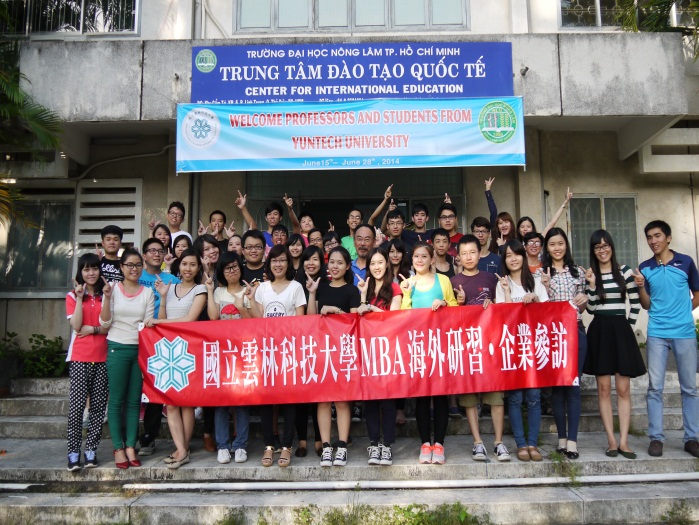 TRƯỜNG ĐẠI HỌC NÔNG LÂM TP. HỒ CHÍ MINH
TRUNG TÂM ĐÀO TẠO QUỐC TẾ
CENTER FOR INTERNATIONAL EDUCATION
WELCOME PROFESSORS AND STUDENTS FROM
YUNTECH UNIVERSITY
June15th- June 28th, 2014
國立雲林科技大學MBA海外研習·企業參訪